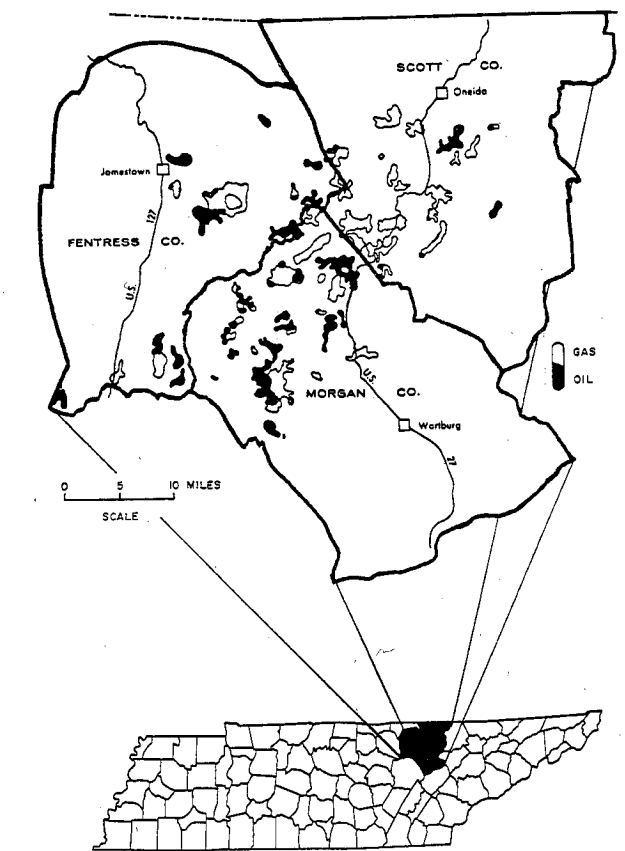 SCOTT CO.
Oneida
Jamestown
127
FENTRESS CO.
U.S.
GAS
OIL
U.S.
MORGAN CO.
Wartburg
27
0 5 10 MILES
SCALE